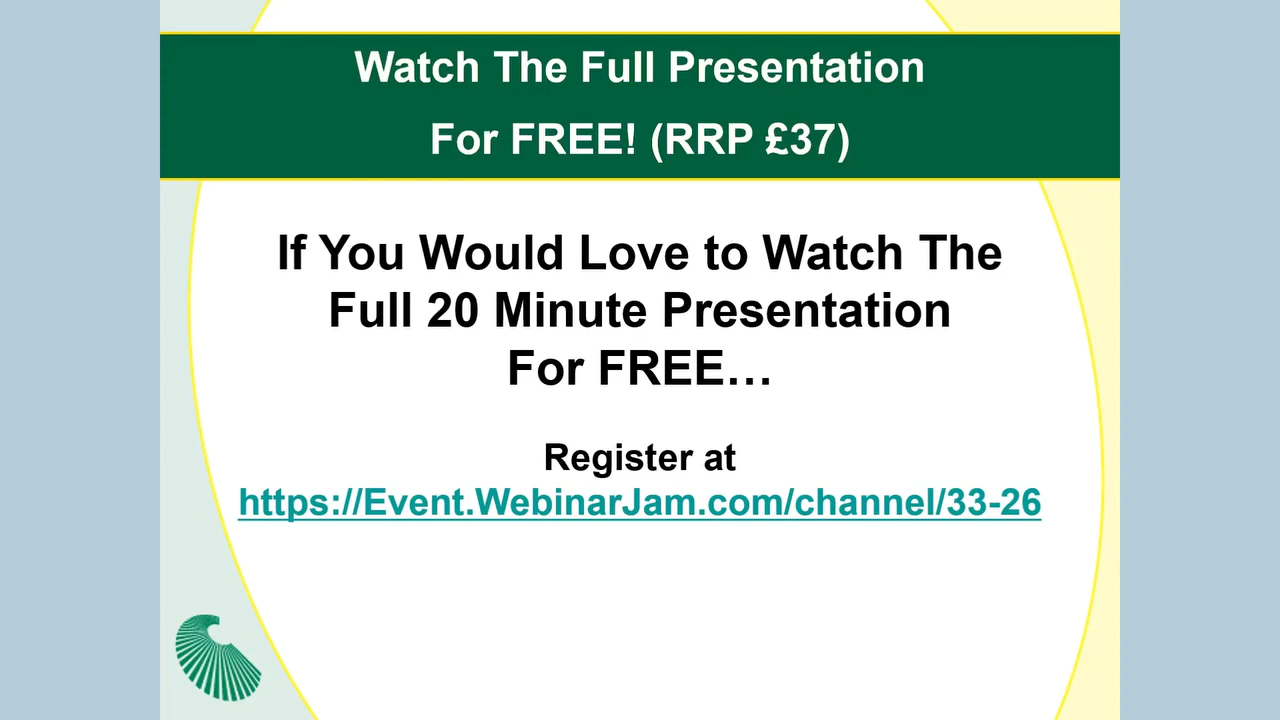 Watch The Full Presentation
For FREE! (RRP £37)
If You Would Love to Watch The
Full 20 Minute Presentation
For FREE…
Register at
https://Event.WebinarJam.com/channel/33-26